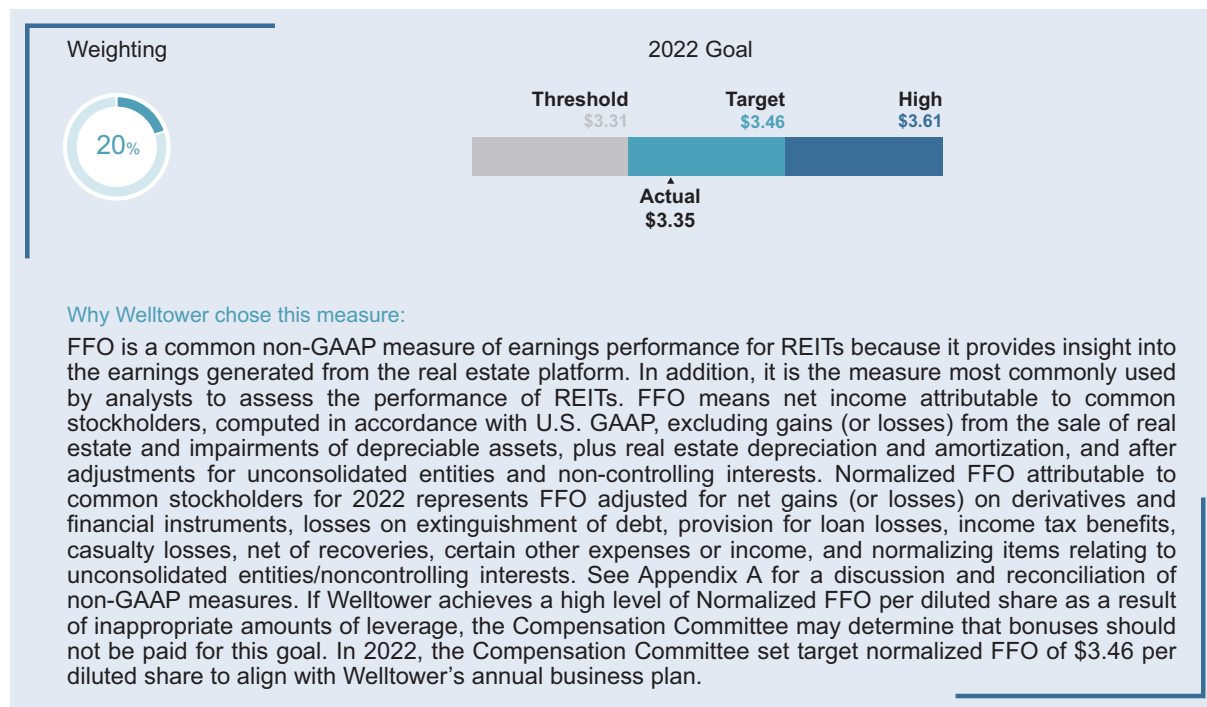 Weighting
2022 Goal
20%
Threshold Target High
$3.31 $3.46 $3.61
Actual
$3.35
Why Welltower chose this measure:
FFO is a common non-GAAP measure of earnings performance for REITs because it provides insight into
the earnings generated from the real estate platform. In addition, it is the measure most commonly used
by analysts to assess the performance of REITs. FFO means net income attributable to common
stockholders, computed in accordance with U.S. GAAP, excluding gains (or losses) from the sale of real
estate and impairments of depreciable assets, plus real estate depreciation and amortization, and after
adjustments for unconsolidated entities and non-controlling interests. Normalized FFO attributable to
common stockholders for 2022 represents FFO adjusted for net gains (or losses) on derivatives and
financial instruments, losses on extinguishment of debt, provision for loan losses, income tax benefits,
casualty losses, net of recoveries, certain other expenses or income, and normalizing items relating to
unconsolidated entities/noncontrolling interests. See Appendix A for a discussion and reconciliation of
non-GAAP measures. If Welltower achieves a high level of Normalized FFO per diluted share as a result
of inappropriate amounts of leverage, the Compensation Committee may determine that bonuses should
not be paid for this goal. In 2022, the Compensation Committee set target normalized FFO of $3.46 per
diluted share to align with Welltower’s annual business plan.